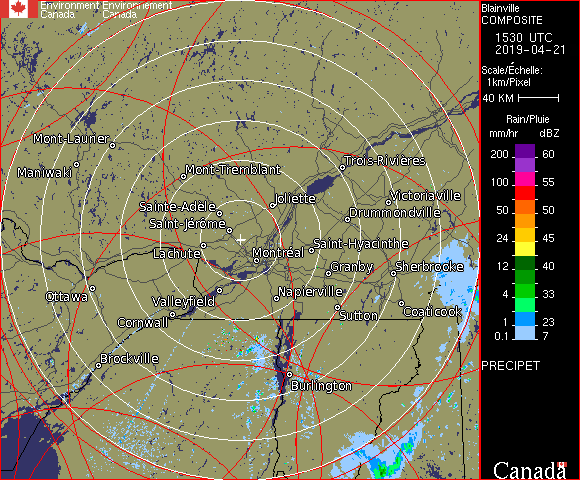 Environment Environnement
Canada Canada
Blainville
COMPOSITE
1530 UTC
2019-04-21
Scale/Échelle:
1km/Pixel
40 KM
Rain/Pluie
mm/hr dBZ
200 60
100 55
50 50
24 45
12 40
4 33
1 23
0.1 7
PRECIPET
Mont-Laurier
Maniwaki
Mont-Tremblant
Trois-Rivières
Joliette
Victoriaville
Sainte-Adèle
Drummondville
Saint-Jérôme
Saint-Hyacinthe
Lachute
Montréal
Granby
Sherbrooke
Ottawa
Valleyfield
Napierville
Cornwall
Sutton
Coaticook
Brockville
Burlington
Canada